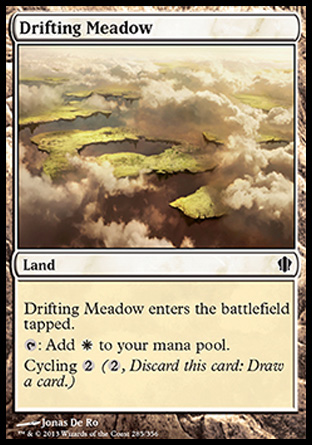 Drifting Meadow
Land
Drifting Meadow enters the battlefield
tapped.
: Add to your mana pool.
Cycling 2 (2, Discard this card: Draw
a card.)
Jonas De Ro
™ & © 2013 Wizards of the Coast 285/356